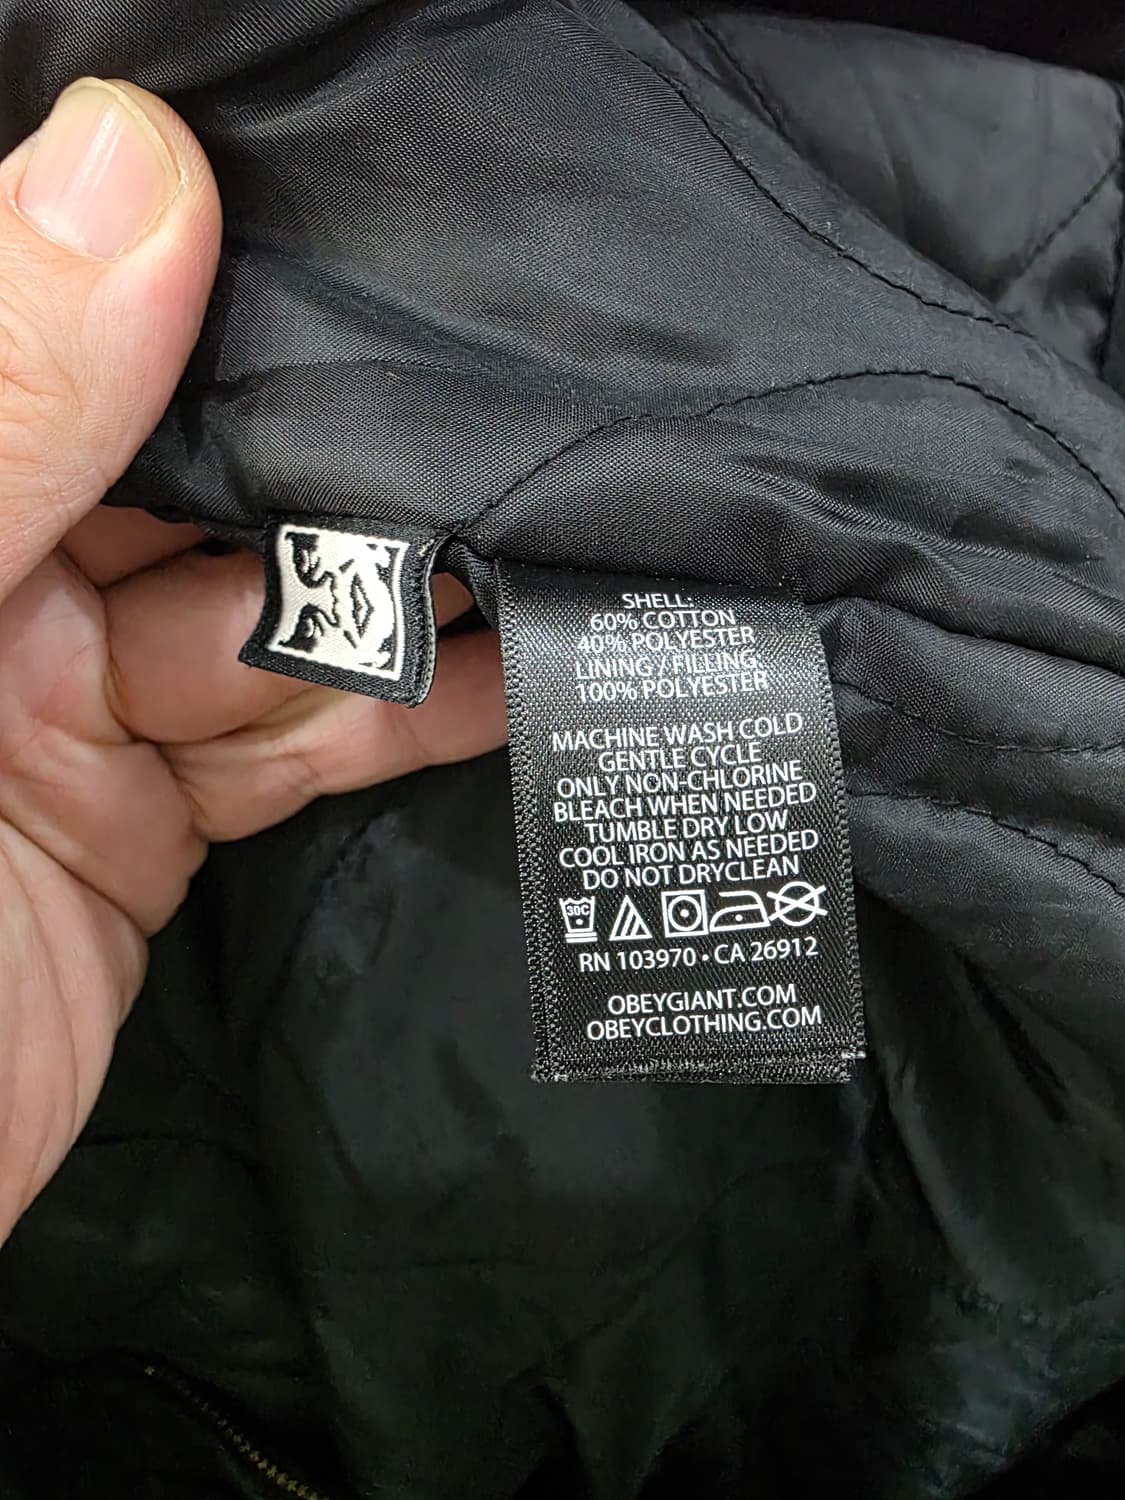 SHELL:
60% COTTON
40% POLYESTER
LINING / FILLING:
100% POLYESTER
MACHINE WASH COLD
GENTLE CYCLE
ONLY NON-CHLORINE
BLEACH WHEN NEEDED
TUMBLE DRY LOW
COOL IRON AS NEEDED
DO NOT DRYCLEAN
30C
RN 103970 • CA 26912
OBEYGIANT.COM
OBEYCLOTHING.COM